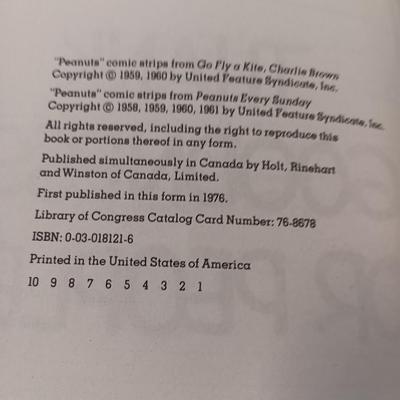 "Peanuts" comic strips from Go Fly a Kite, Charlie Brown
Copyright © 1959, 1960 by United Feature Syndicate, Inc.
"Peanuts" comic strips from Peanuts Every Sunday
Copyright © 1958, 1959, 1960, 1961 by United Feature Syndicate, Inc.
All rights reserved, including the right to reproduce this
book or portions thereof in any form.
Published simultaneously in Canada by Holt, Rinehart
and Winston of Canada, Limited.
First published in this form in 1976.
Library of Congress Catalog Card Number: 76-8678
ISBN: 0-03-018121-6
Printed in the United States of America
10 9 8 7 6 5 4 3 2 1